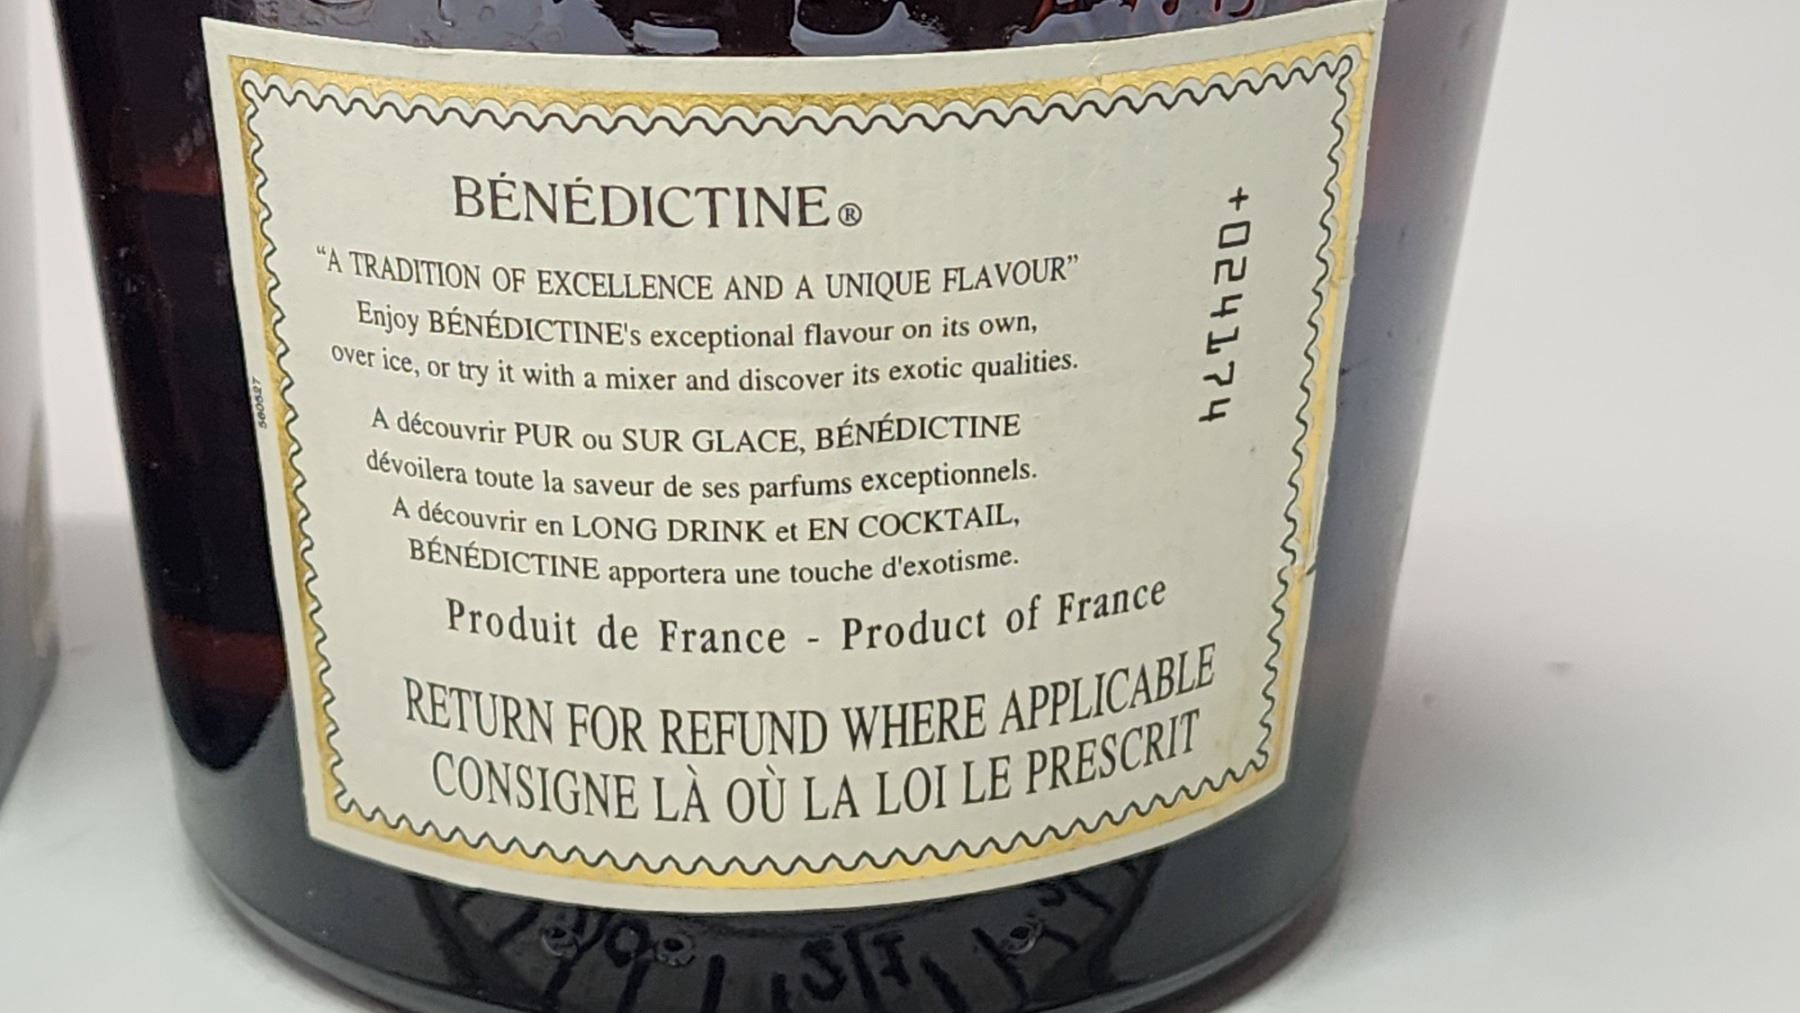 BÉNÉDICTINE®
“A TRADITION OF EXCELLENCE AND A UNIQUE FLAVOUR”
Enjoy BÉNÉDICTINE's exceptional flavour on its own,
over ice, or try it with a mixer and discover its exotic qualities.
A découvrir PUR ou SUR GLACE, BÉNÉDICTINE
dévoilera toute la saveur de ses parfums exceptionnels.
A découvrir en LONG DRINK et EN COCKTAIL,
BÉNÉDICTINE apportera une touche d'exotisme.
Produit de France - Product of France
RETURN FOR REFUND WHERE APPLICABLE
CONSIGNE LÀ OÙ LA LOI LE PRESCRIT
+024174
560527